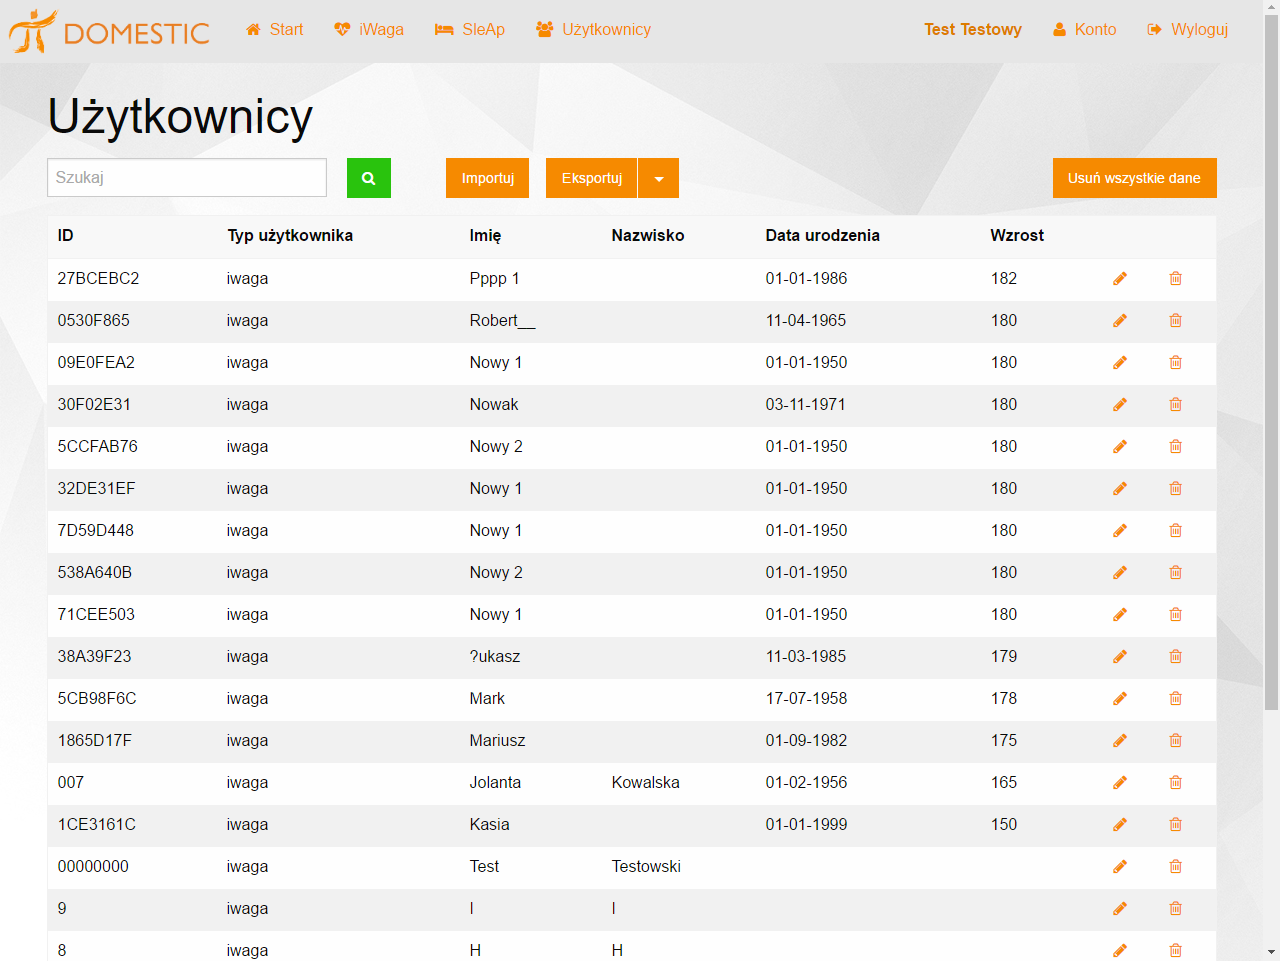 DOMESTIC Start iWaga SleAp Użytkownicy Test Testowy Konto Wyloguj
Użytkownicy
Szukaj Importuj Eksportuj Usuń wszystkie dane
ID Typ użytkownika Imię Nazwisko Data urodzenia Wzrost
27BCEBC2 iwaga Pppp 1 01-01-1986 182
0530F865 iwaga Robert__ 11-04-1965 180
09E0FEA2 iwaga Nowy 1 01-01-1950 180
30F02E31 iwaga Nowak 03-11-1971 180
5CCFAB76 iwaga Nowy 2 01-01-1950 180
32DE31EF iwaga Nowy 1 01-01-1950 180
7D59D448 iwaga Nowy 1 01-01-1950 180
538A640B iwaga Nowy 2 01-01-1950 180
71CEE503 iwaga Nowy 1 01-01-1950 180
38A39F23 iwaga ?ukasz 11-03-1985 179
5CB98F6C iwaga Mark 17-07-1958 178
1865D17F iwaga Mariusz 01-09-1982 175
007 iwaga Jolanta Kowalska 01-02-1956 165
1CE3161C iwaga Kasia 01-01-1999 150
00000000 iwaga Test Testowski
9 iwaga I I
8 iwaga H H